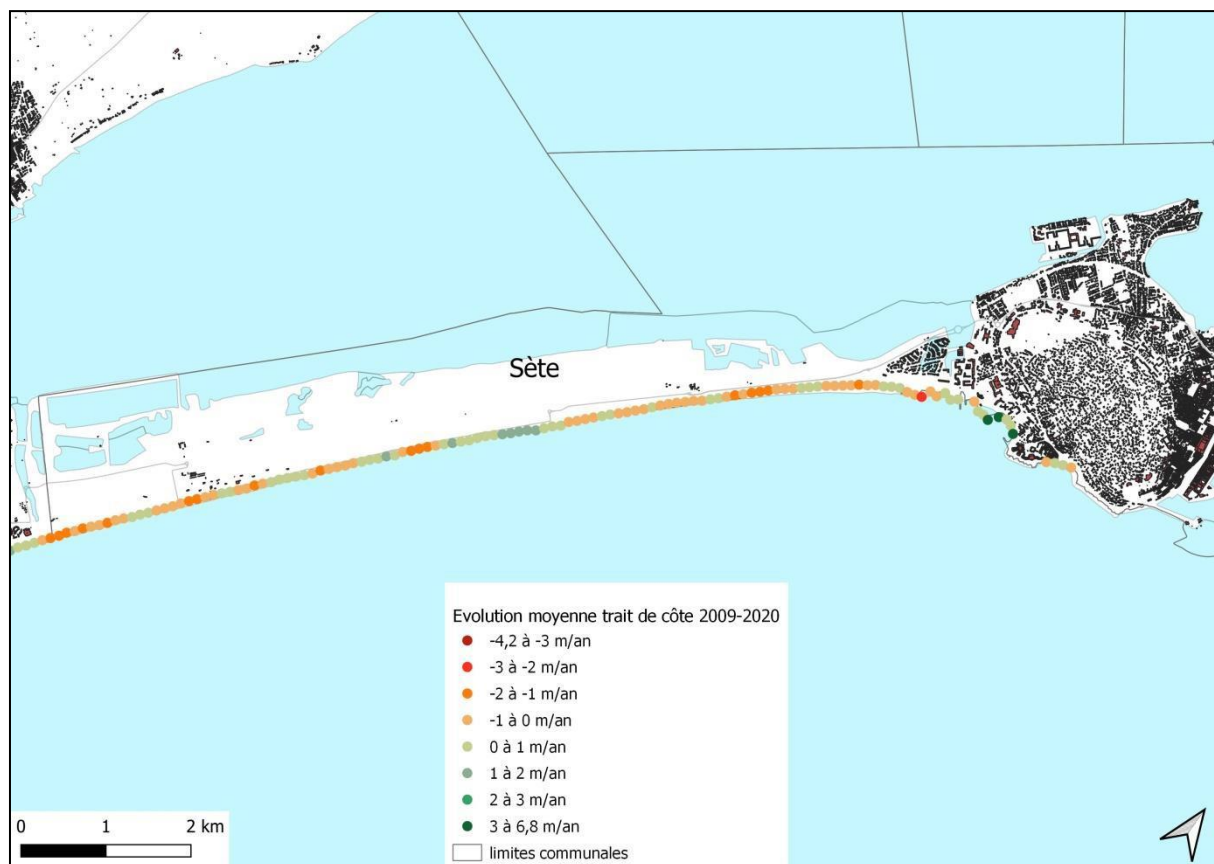 Sète
Evolution moyenne trait de côte 2009-2020
-4,2 à -3 m/an
-3 à -2 m/an
-2 à -1 m/an
-1 à 0 m/an
0 à 1 m/an
1 à 2 m/an
2 à 3 m/an
3 à 6,8 m/an
limites communales
0 1 2 km